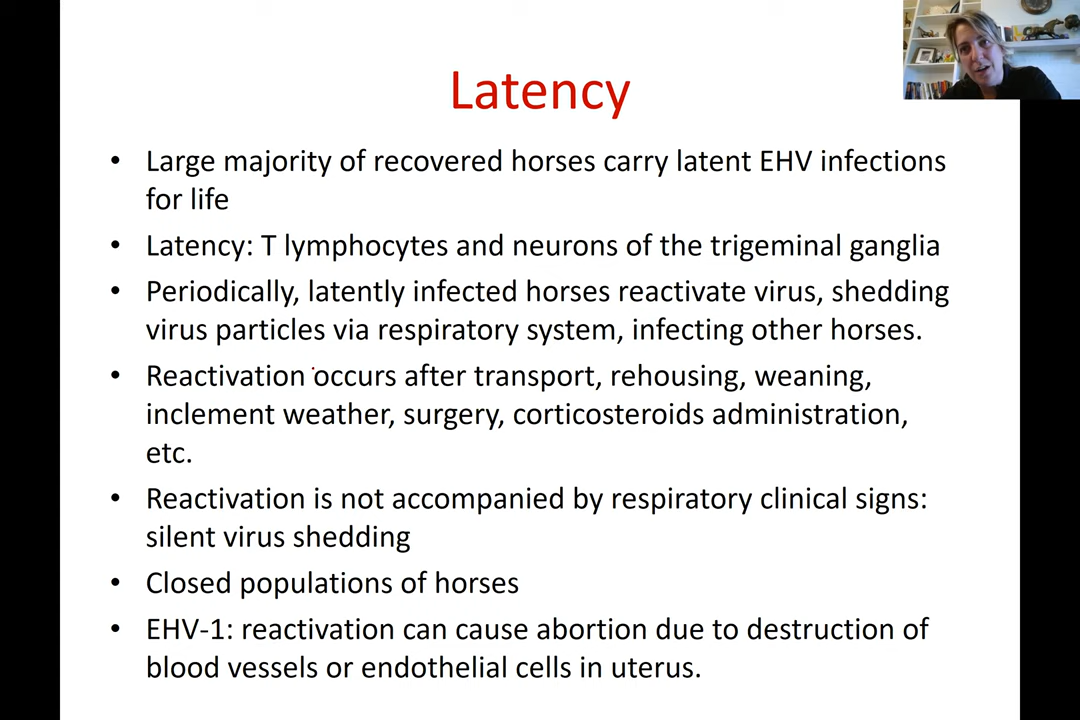 Latency
• Large majority of recovered horses carry latent EHV infections
for life
• Latency: T lymphocytes and neurons of the trigeminal ganglia
• Periodically, latently infected horses reactivate virus, shedding
virus particles via respiratory system, infecting other horses.
• Reactivation occurs after transport, rehousing, weaning,
inclement weather, surgery, corticosteroids administration,
etc.
• Reactivation is not accompanied by respiratory clinical signs:
silent virus shedding
• Closed populations of horses
• EHV-1: reactivation can cause abortion due to destruction of
blood vessels or endothelial cells in uterus.